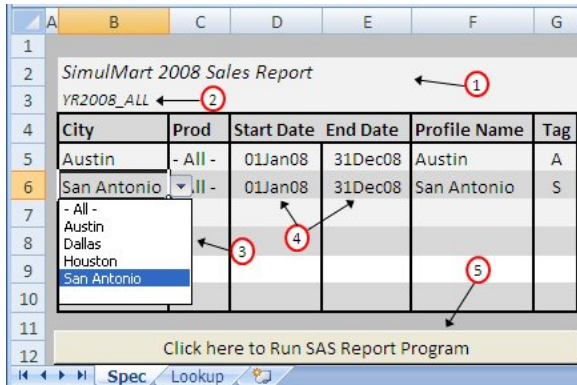 A B C D E F G
1
2 SimulMart 2008 Sales Report 1
3 YR2008_ALL 2
4 City Prod Start Date End Date Profile Name Tag
5 Austin - All - 01Jan08 31Dec08 Austin A
6 San Antonio All - 01Jan08 31Dec08 San Antonio S
7 - All -
Austin
8 Dallas 3 4
Houston
9 San Antonio 5
10
11
12 Click here to Run SAS Report Program
Spec Lookup